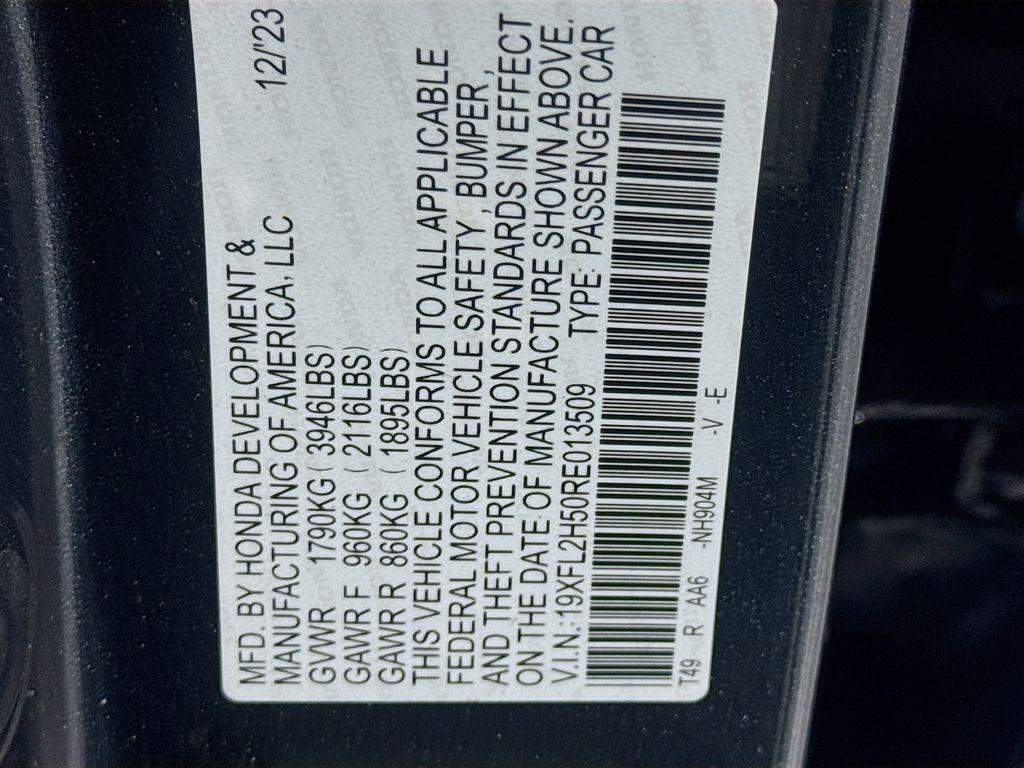 MFD. BY HONDA DEVELOPMENT &
MANUFACTURING OF AMERICA, LLC 12/'23
GVWR 1790KG ( 3946LBS)
GAWR F 960KG ( 2116LBS)
GAWR R 860KG ( 1895LBS)
THIS VEHICLE CONFORMS TO ALL APPLICABLE
FEDERAL MOTOR VEHICLE SAFETY, BUMPER,
AND THEFT PREVENTION STANDARDS IN EFFECT
ON THE DATE OF MANUFACTURE SHOWN ABOVE.
V.I.N.: 19XFL2H50RE013509 TYPE: PASSENGER CAR
T49 R AA6 -NH904M -V -E